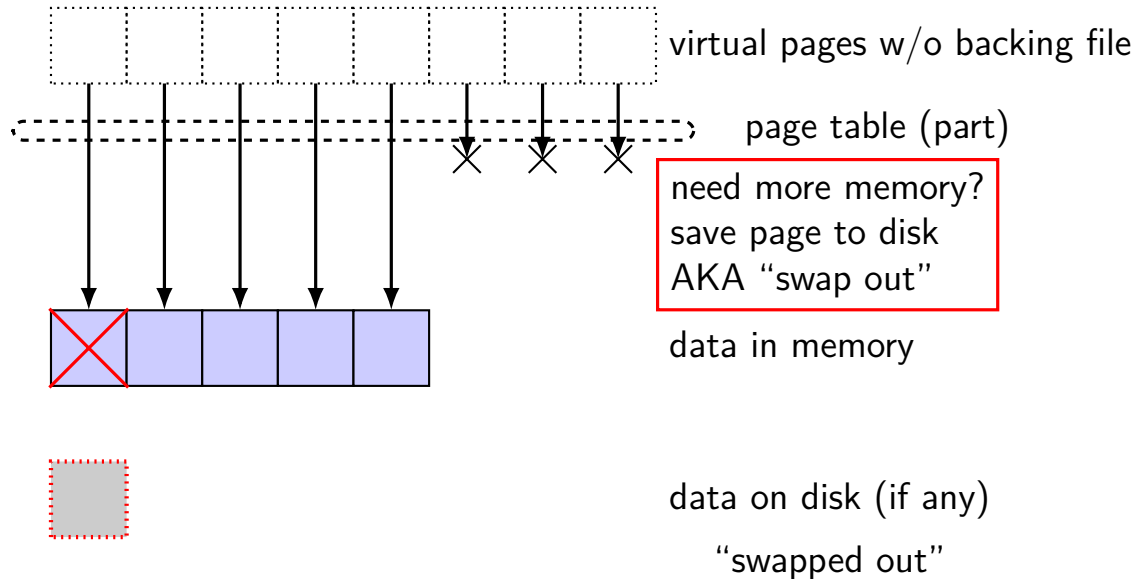 virtual pages w/o backing file
page table (part)
need more memory?
save page to disk
AKA “swap out”
data in memory
data on disk (if any)
“swapped out”